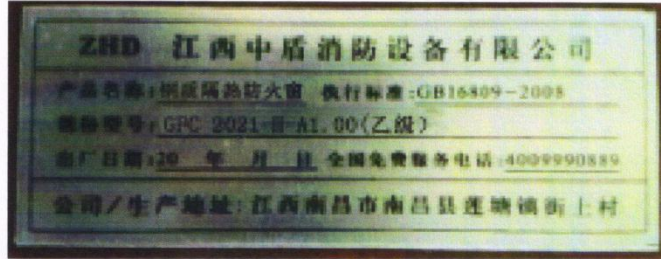 ZHD 江西中盾消防设备有限公司
产品名称:钢质隔热防火窗 执行标准:GB16809-2008
规格型号:GFC 2021-H-A1.00(乙级)
出厂日期:20 年 月 日 全国免费服务电话:4009990889
公司/生产地址:江西南昌市南昌县莲塘镇街上村